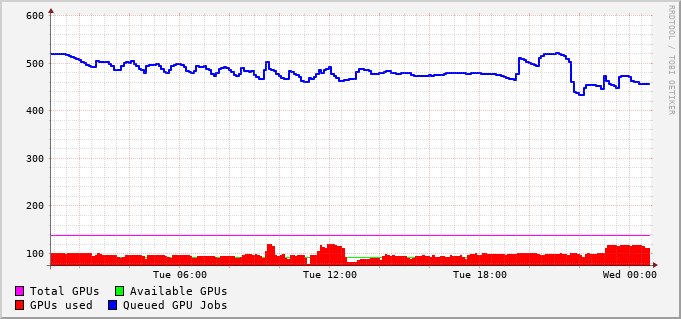 600
500
400
300
200
100
Tue 06:00 Tue 12:00 Tue 18:00 Wed 00:00
Total GPUs Available GPUs
GPUs used Queued GPU Jobs
RRDTOOL / TOBI OETIKER